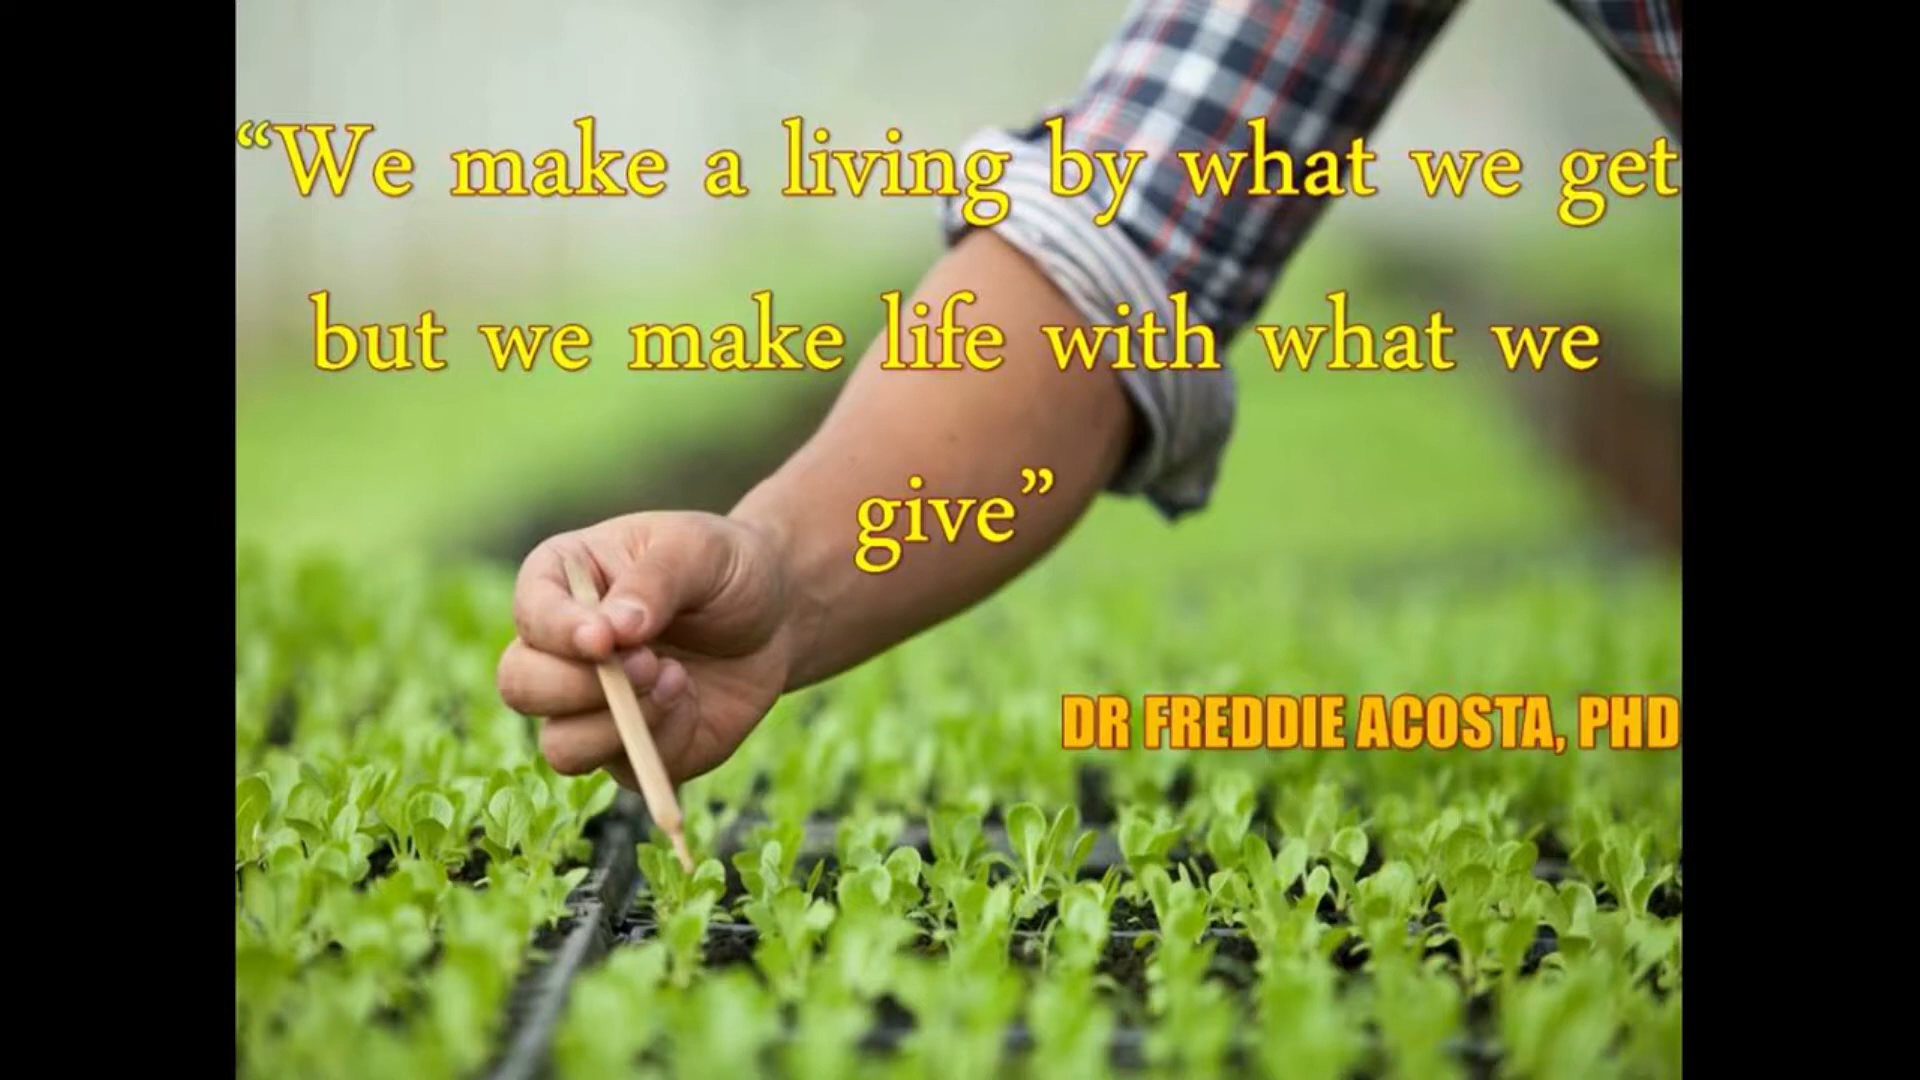 “We make a living by what we get
but we make life with what we
give”
DR FREDDIE ACOSTA, PHD